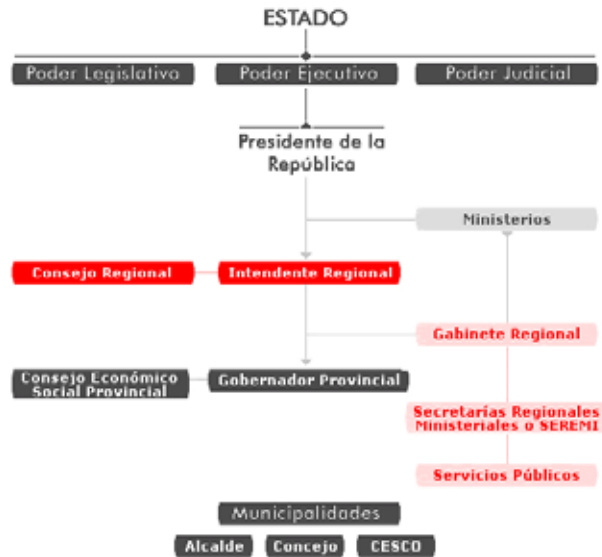 ESTADO
Poder Legislativo
Poder Ejecutivo
Poder Judicial
Presidente de la
República
Ministerios
Consejo Regional
Intendente Regional
Gabinete Regional
Consejo Económico
Social Provincial
Gobernador Provincial
Secretarías Regionales
Ministeriales o SEREMI
Servicios Públicos
Municipalidades
Alcalde
Concejo
CESCO